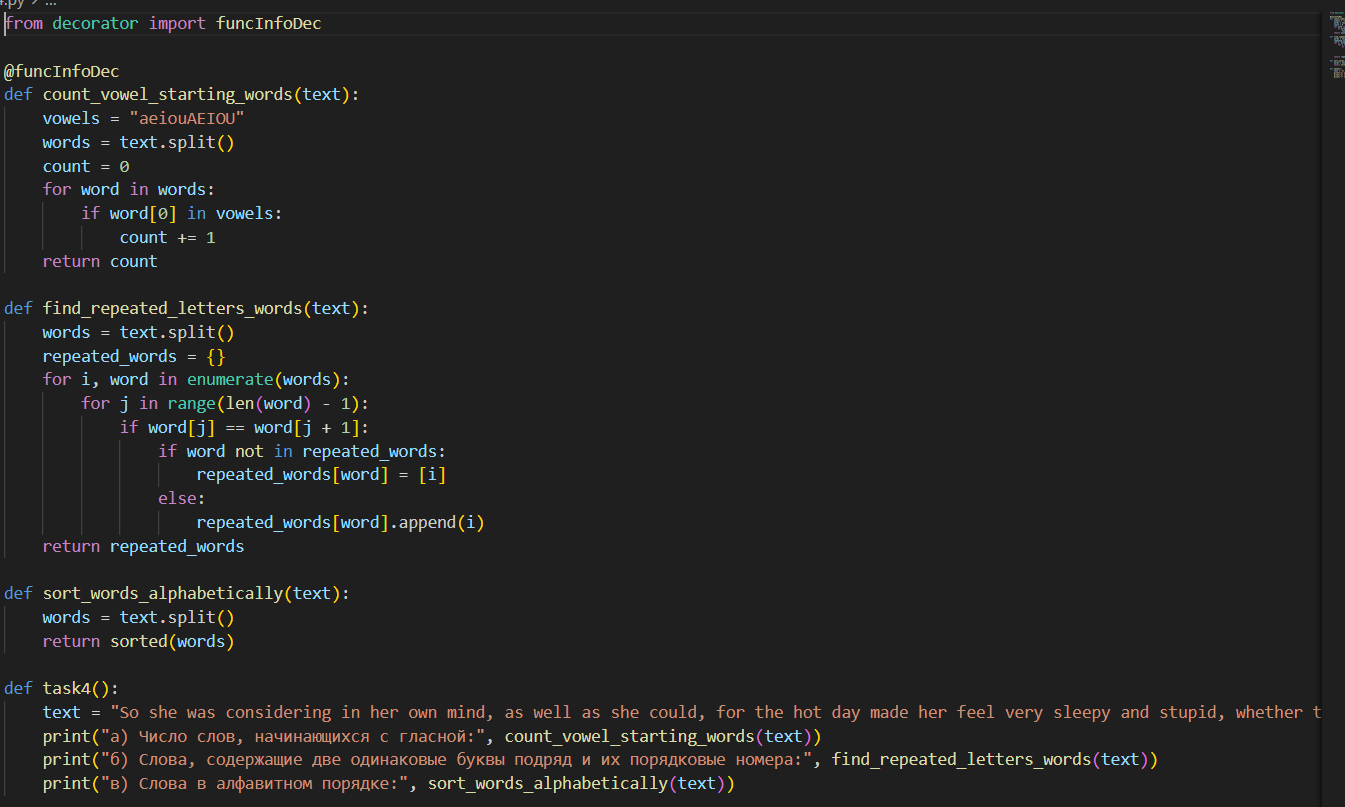 4.py > ...
from decorator import funcInfoDec

@funcInfoDec
def count_vowel_starting_words(text):
    vowels = "aeiouAEIOU"
    words = text.split()
    count = 0
    for word in words:
        if word[0] in vowels:
            count += 1
    return count

def find_repeated_letters_words(text):
    words = text.split()
    repeated_words = {}
    for i, word in enumerate(words):
        for j in range(len(word) - 1):
            if word[j] == word[j + 1]:
                if word not in repeated_words:
                    repeated_words[word] = [i]
                else:
                    repeated_words[word].append(i)
    return repeated_words

def sort_words_alphabetically(text):
    words = text.split()
    return sorted(words)

def task4():
    text = "So she was considering in her own mind, as well as she could, for the hot day made her feel very sleepy and stupid, whether t
    print("а) Число слов, начинающихся с гласной:", count_vowel_starting_words(text))
    print("б) Слова, содержащие две одинаковые буквы подряд и их порядковые номера:", find_repeated_letters_words(text))
    print("в) Слова в алфавитном порядке:", sort_words_alphabetically(text))